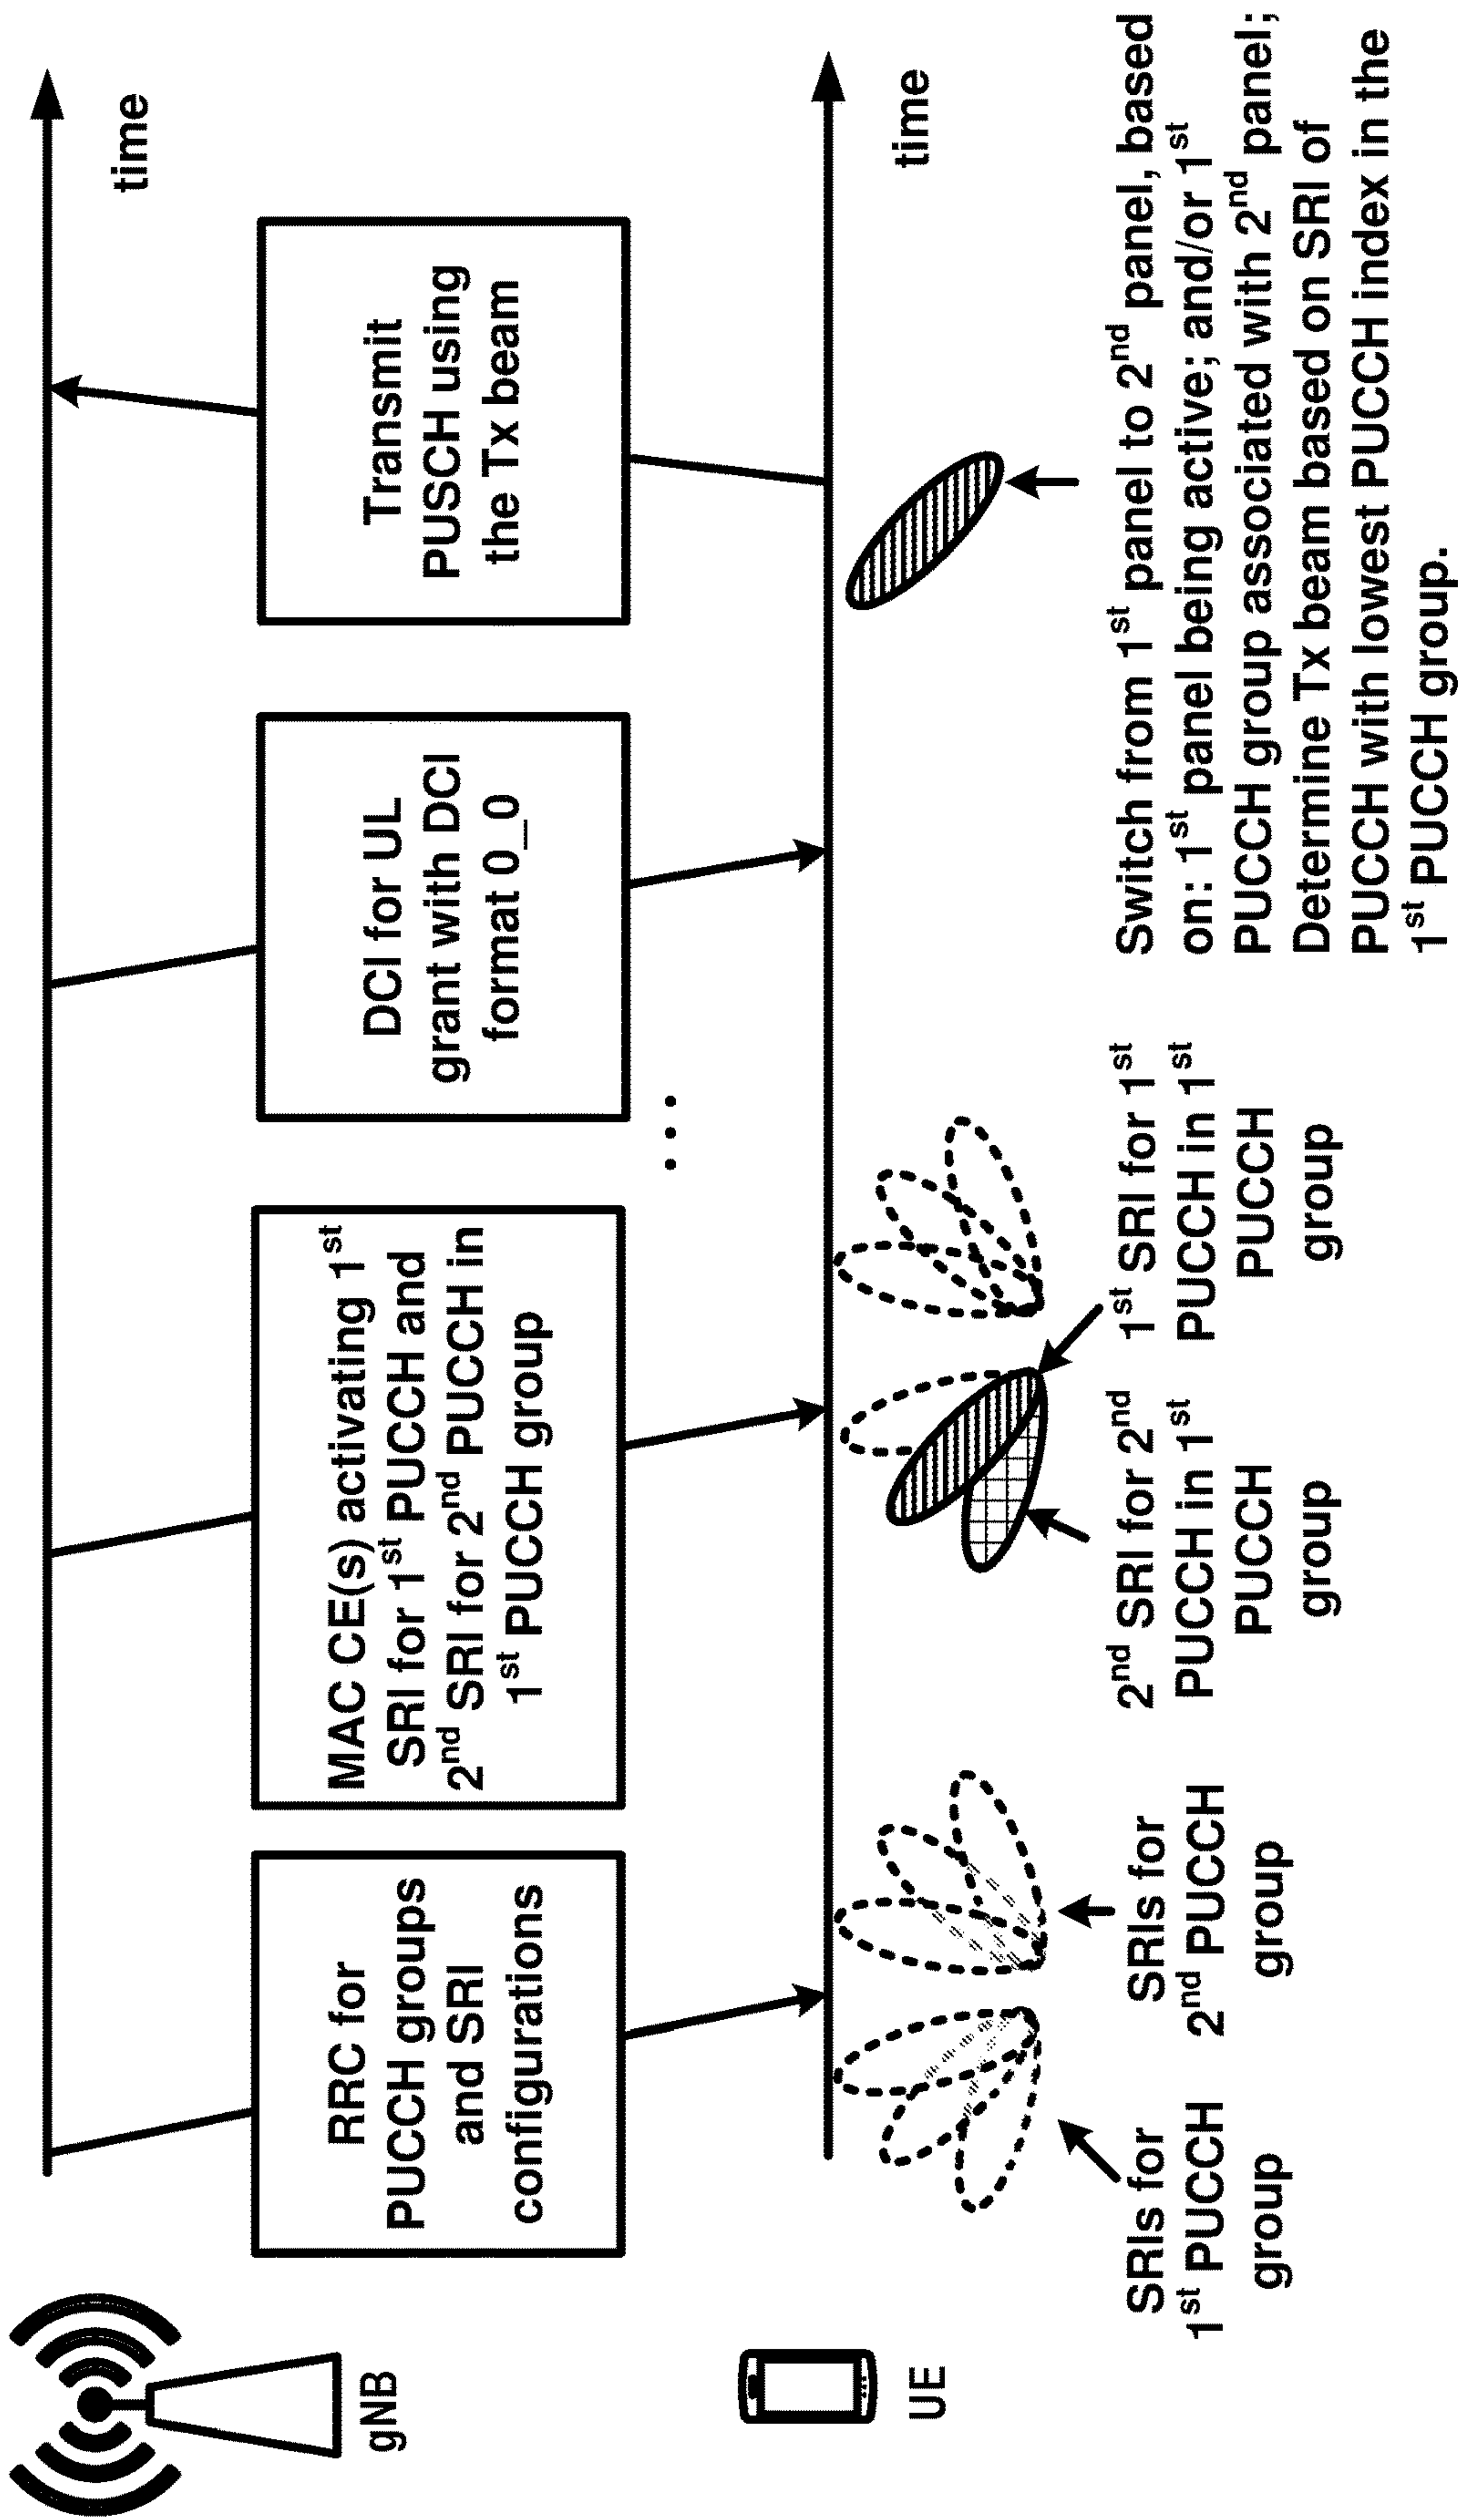 gNB
RRC for
PUCCH groups
and SRI
configurations
MAC CE(s) activating 1st
SRI for 1st PUCCH and
2nd SRI for 2nd PUCCH in
1st PUCCH group
...
DCI for UL
grant with DCI
format 0_0
Transmit
PUSCH using
the Tx beam
time
UE
time
SRIs for
1st PUCCH
group
SRIs for
2nd PUCCH
group
2nd SRI for 2nd
PUCCH in 1st
PUCCH
group
1st SRI for 1st
PUCCH in 1st
PUCCH
group
Switch from 1st panel to 2nd panel, based
on: 1st panel being active; and/or 1st
PUCCH group associated with 2nd panel;
Determine Tx beam based on SRI of
PUCCH with lowest PUCCH index in the
1st PUCCH group.